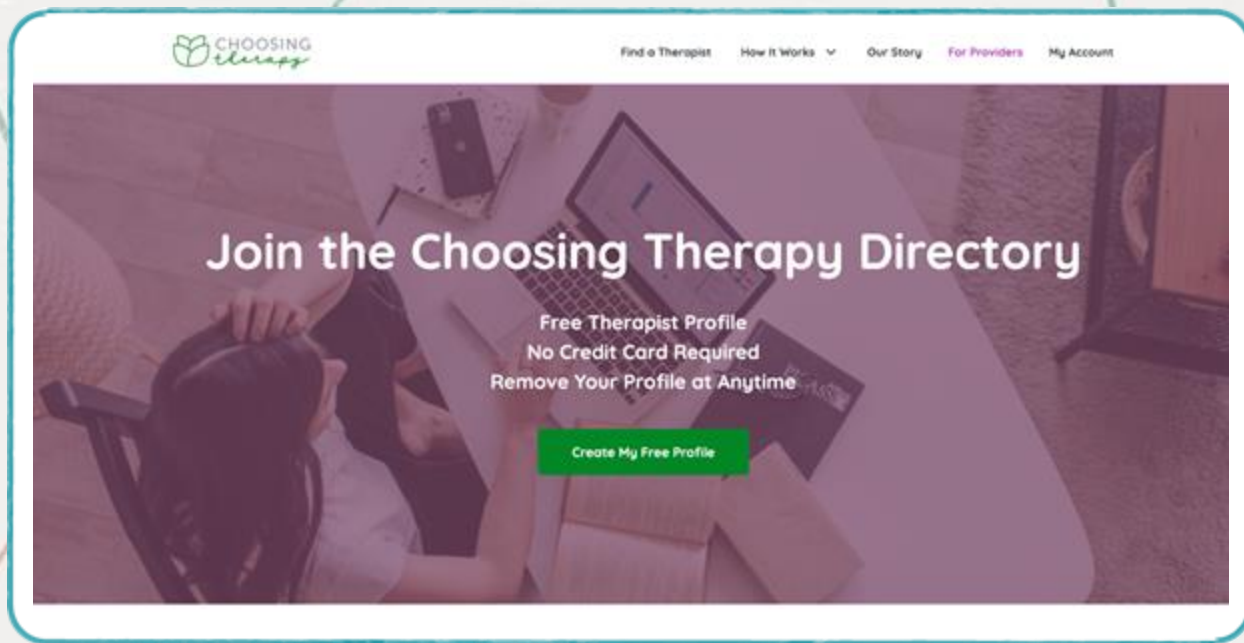 CHOOSING
therapy
Find a Therapist How It Works Our Story For Providers My Account
Join the Choosing Therapy Directory
Free Therapist Profile
No Credit Card Required
Remove Your Profile at Anytime
Create My Free Profile